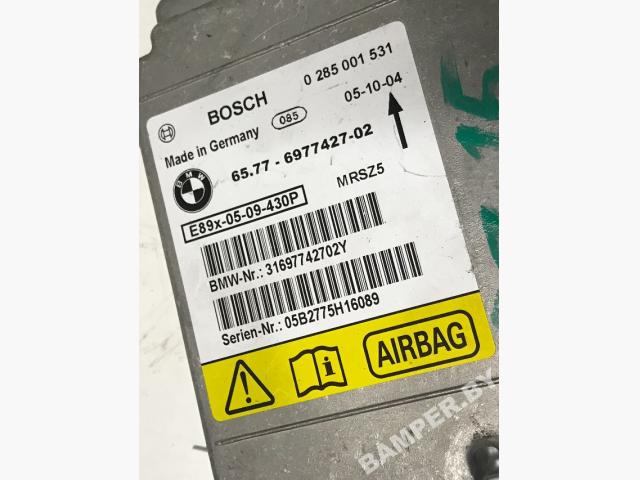 BOSCH 0 285 001 531
Made in Germany 085 05-10-04
BMW 65.77 - 6977427-02
E89x-05-09-430P MRSZ5
BMW-Nr.: 31697742702Y
Serien-Nr.: 05B2775H16089
AIRBAG
BAMPER.BY